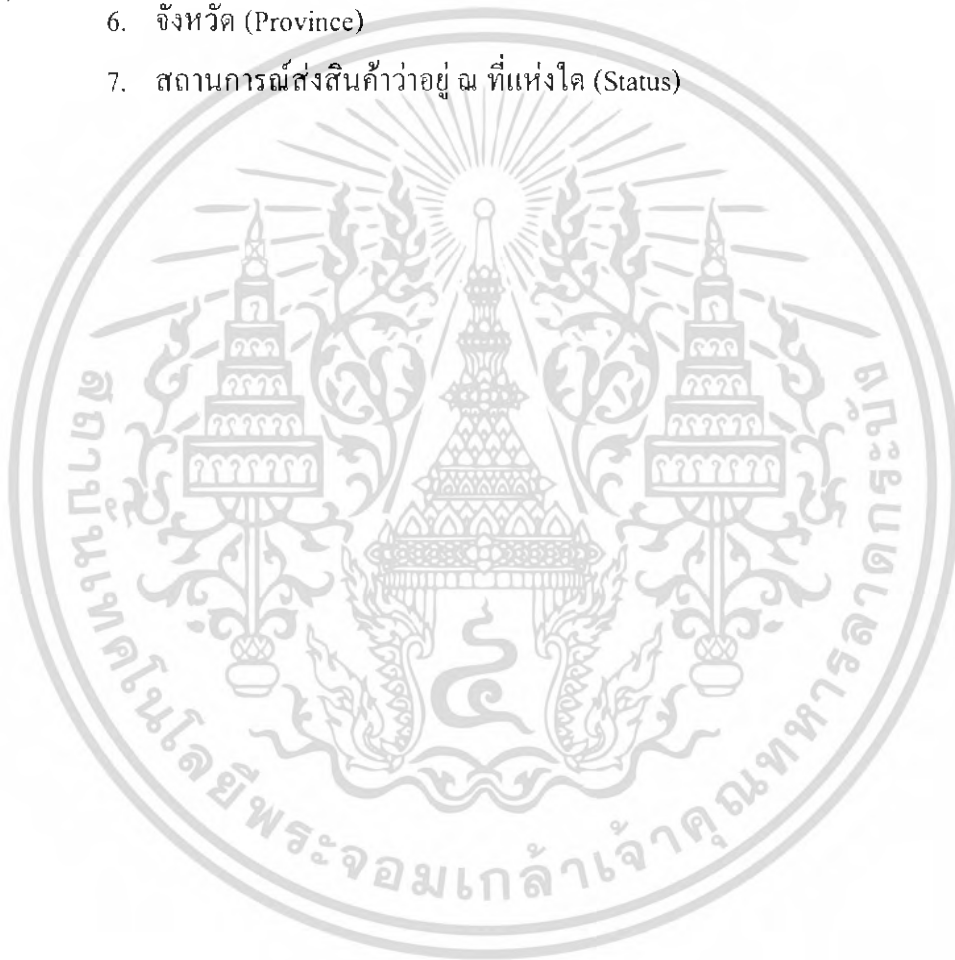 6. จังหวัด (Province)
7. สถานการณ์ส่งสินค้าว่าอยู่ ณ ที่แห่งใด (Status)
สถาบันเทคโนโลยีพระจอมเกล้าเจ้าคุณทหารลาดกระบัง